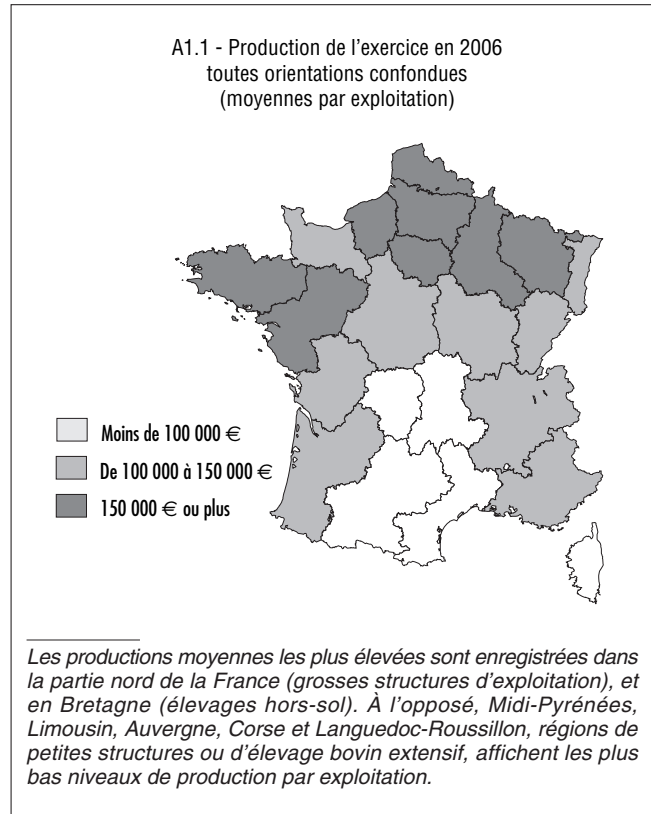 A1.1 - Production de l'exercice en 2006
toutes orientations confondues
(moyennes par exploitation)
Moins de 100 000 €
De 100 000 à 150 000 €
150 000 € ou plus
Les productions moyennes les plus élevées sont enregistrées dans
la partie nord de la France (grosses structures d'exploitation), et
en Bretagne (élevages hors-sol). À l'opposé, Midi-Pyrénées,
Limousin, Auvergne, Corse et Languedoc-Roussillon, régions de
petites structures ou d'élevage bovin extensif, affichent les plus
bas niveaux de production par exploitation.